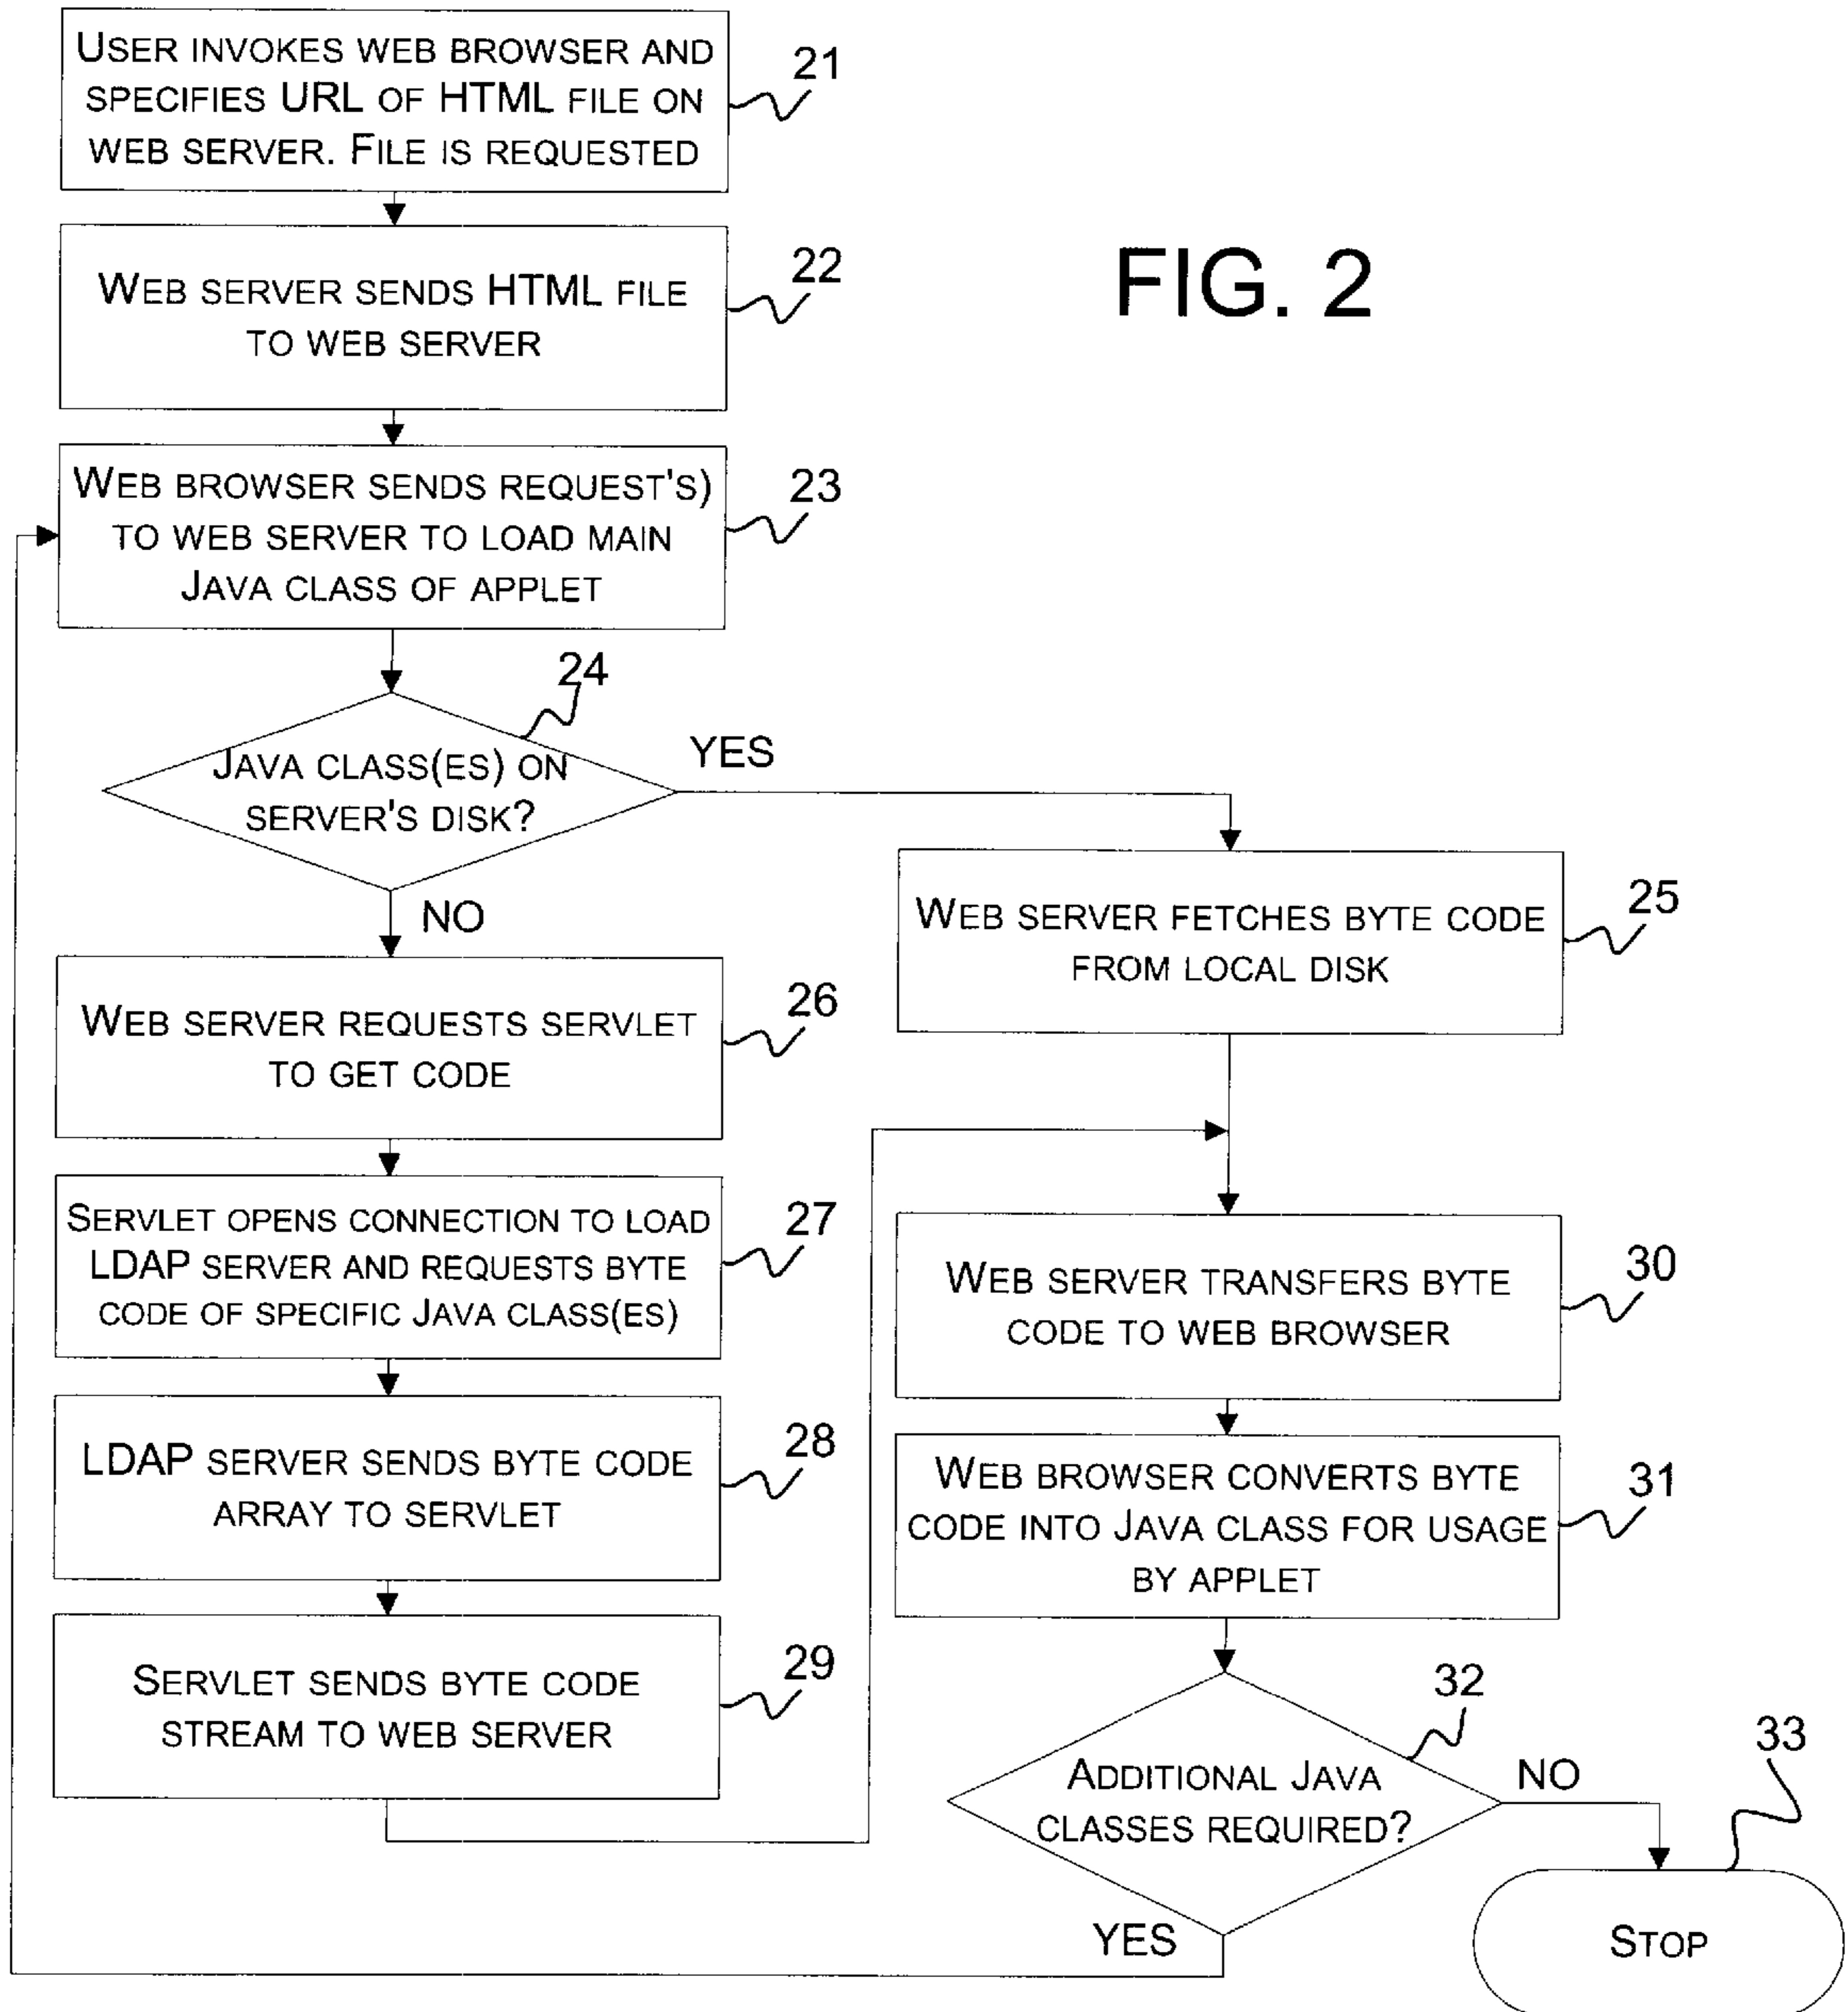 User invokes web browser and
specifies URL of HTML file on
web server. File is requested
21
FIG. 2
Web server sends HTML file
to web server
22
Web browser sends request's)
to web server to load main
Java class of applet
23
24
Java class(es) on
server's disk?
YES
NO
Web server fetches byte code
from local disk
25
Web server requests servlet
to get code
26
Servlet opens connection to load
LDAP server and requests byte
code of specific Java class(es)
27
LDAP server sends byte code
array to servlet
28
Servlet sends byte code
stream to web server
29
Web server transfers byte
code to web browser
30
Web browser converts byte
code into Java class for usage
by applet
31
32
Additional Java
classes required?
NO
YES
33
Stop